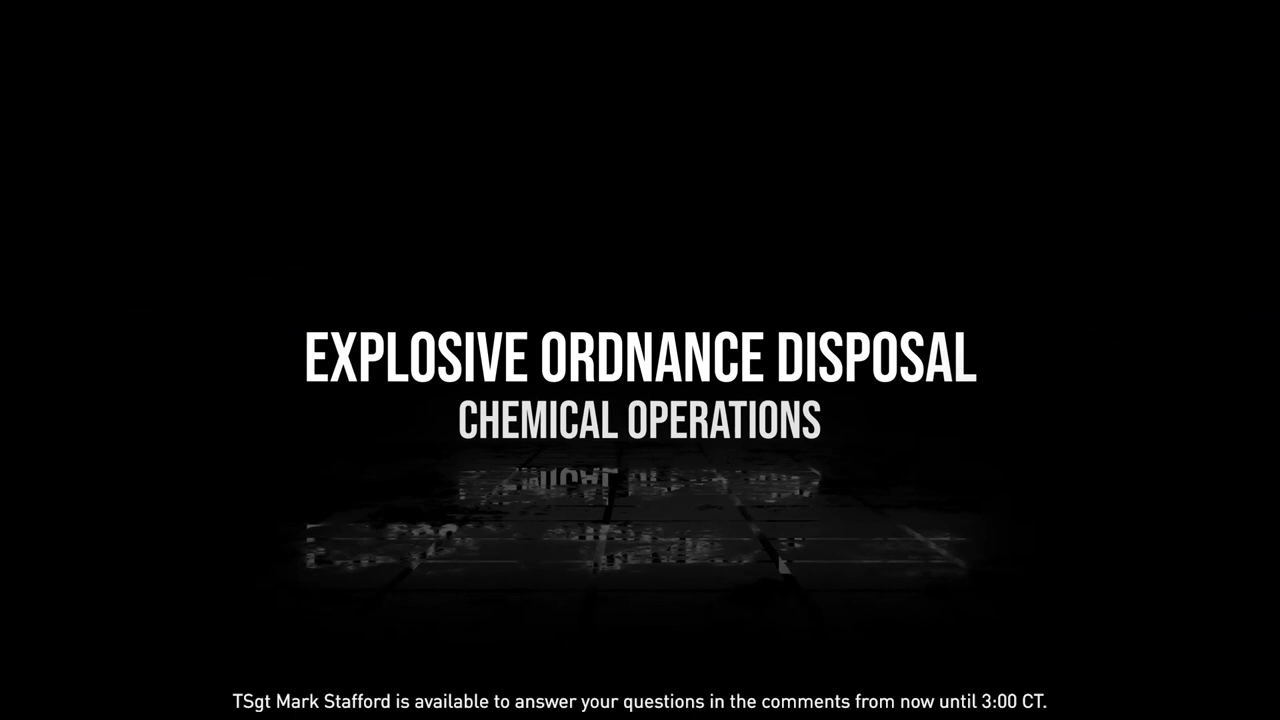 EXPLOSIVE ORDNANCE DISPOSAL
CHEMICAL OPERATIONS
TSgt Mark Stafford is available to answer your questions in the comments from now until 3:00 CT.